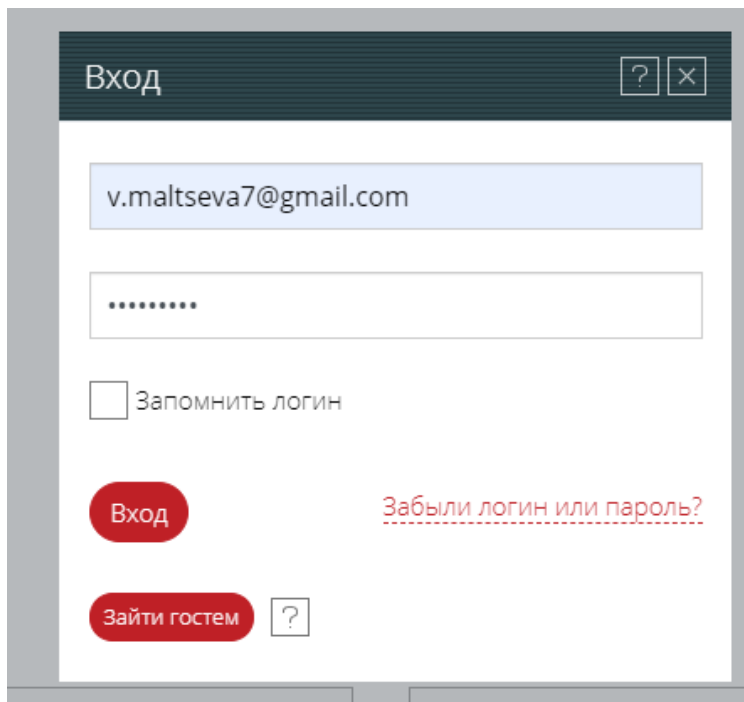 Вход
?
×
v.maltseva7@gmail.com
•••••••••
Запомнить логин
Вход
Забыли логин или пароль?
Зайти гостем
?